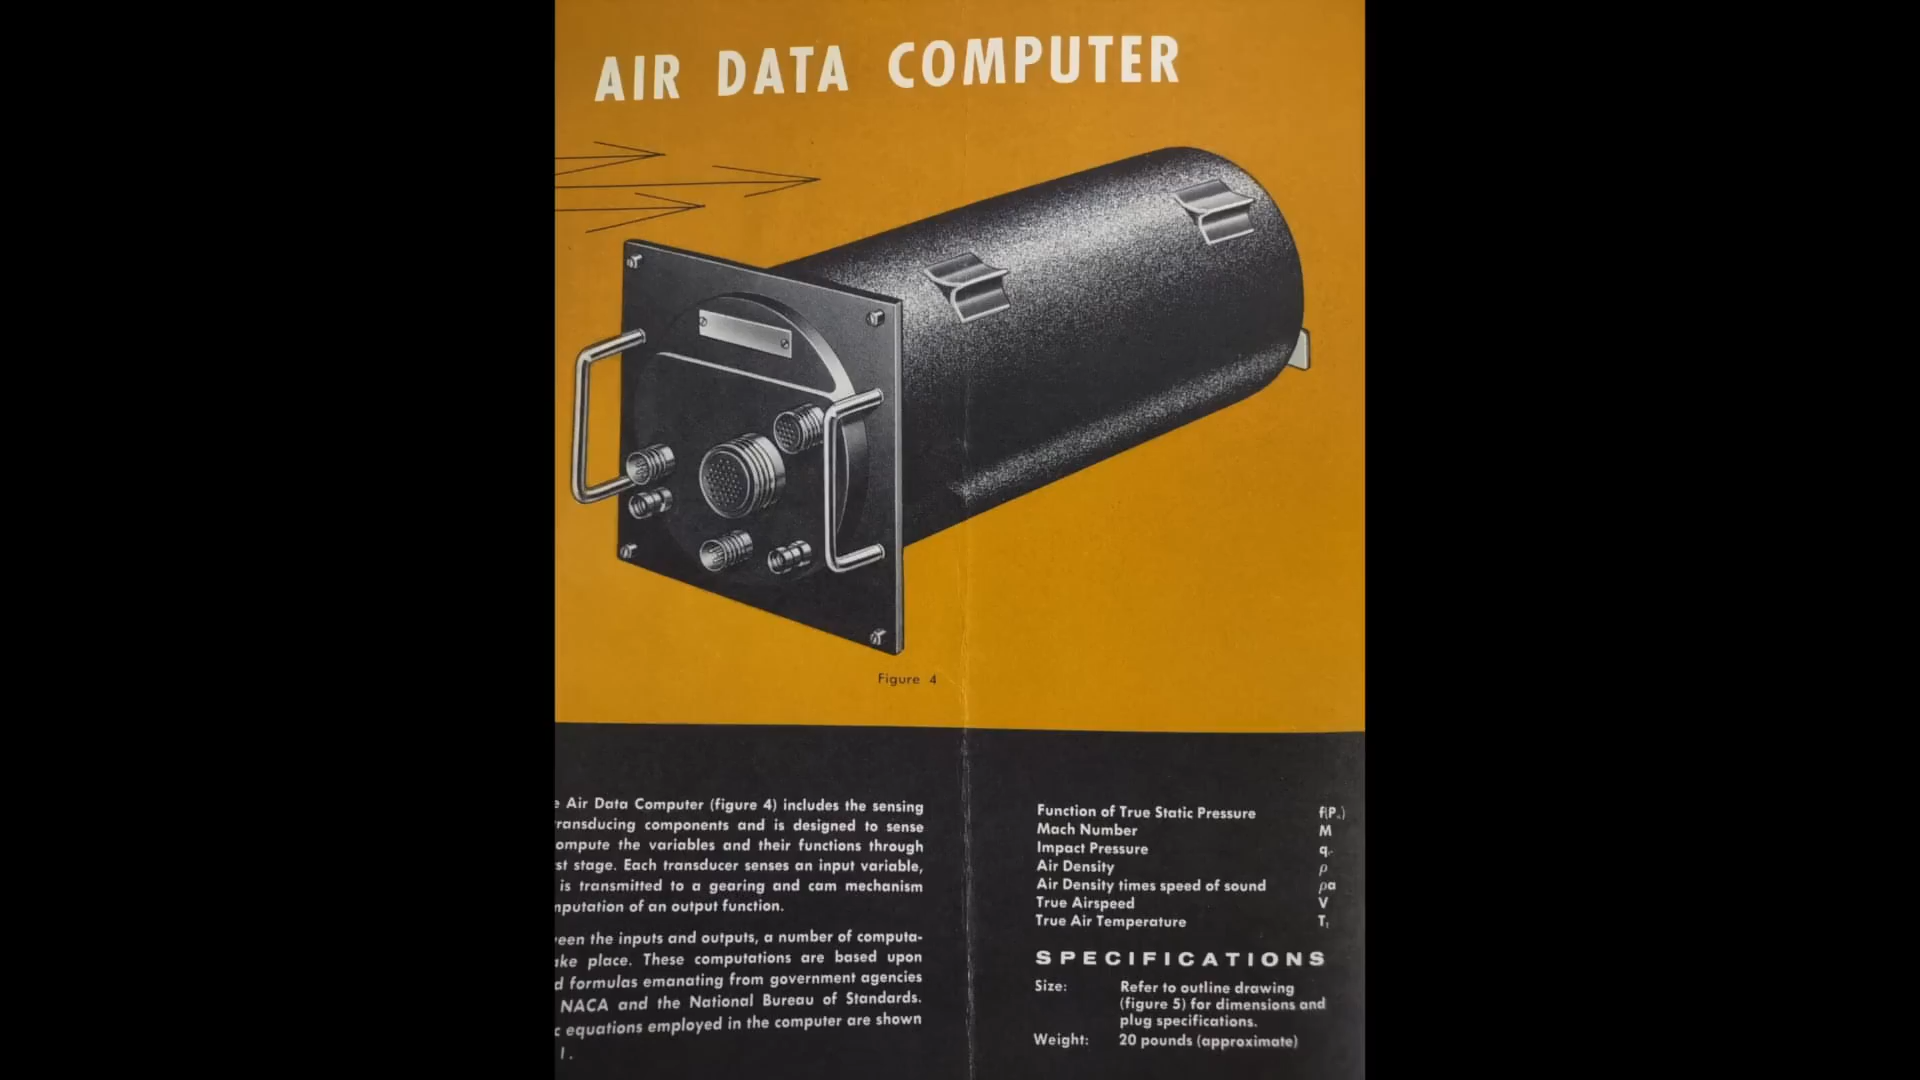 AIR DATA COMPUTER
Figure 4
Air Data Computer (figure 4) includes the sensing
components and is designed to sense
the variables and their functions through
stage. Each transducer senses an input variable,
is transmitted to a gearing and cam mechanism
of an output function.
the inputs and outputs, a number of computa-
place. These computations are based upon
formulas emanating from government agencies
NACA and the National Bureau of Standards.
equations employed in the computer are shown
1.
Function of True Static Pressure f(Pₛ)
Mach Number M
Impact Pressure q
Air Density ρ
Air Density times speed of sound ρa
True Airspeed V
True Air Temperature Tₜ
SPECIFICATIONS
Size: Refer to outline drawing
(figure 5) for dimensions and
plug specifications.
Weight: 20 pounds (approximate)